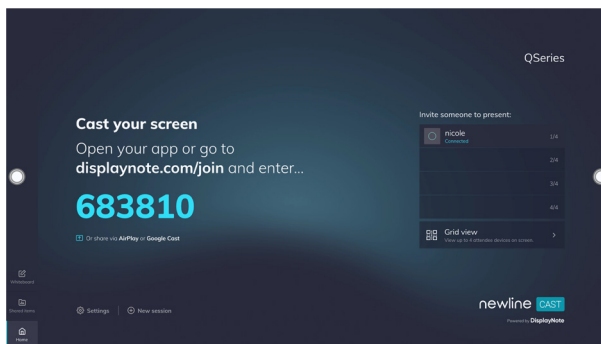 QSeries
Cast your screen
Open your app or go to
displaynote.com/join and enter...
683810
Or share via AirPlay or Google Cast
Invite someone to present:
nicole
Connected
1/4
2/4
3/4
4/4
Grid view
View up to 4 attendee devices on screen.
Whiteboard
Shared items
Home
Settings
New session
newline CAST
Powered by DisplayNote